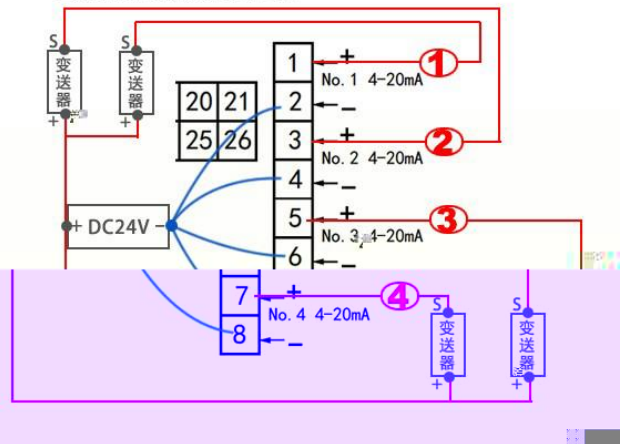 S
变送器
+
S
变送器
+
20 21
25 26
+ DC24V -
1 + ①
No.1 4-20mA
2 -
3 + ②
No.2 4-20mA
4 -
5 + ③
No.3 4-20mA
6 -
7 + ④
No.4 4-20mA
8 -
S
变送器
+
S
变送器
+